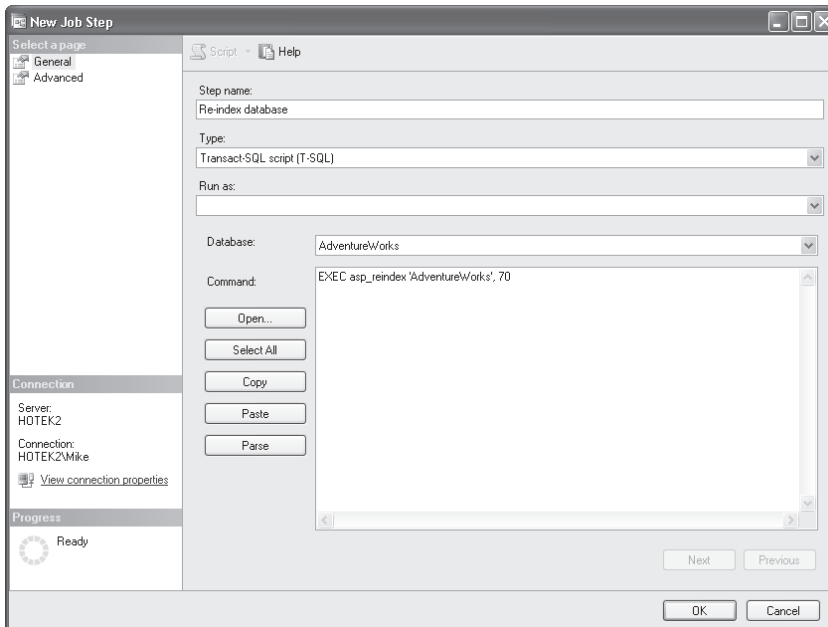 New Job Step
Select a page
General
Advanced
Script
Help
Step name:
Re-index database
Type:
Transact-SQL script (T-SQL)
Run as:
Database:
AdventureWorks
Command:
EXEC asp_reindex 'AdventureWorks', 70
Open...
Select All
Copy
Paste
Parse
Connection
Server:
HOTEK2
Connection:
HOTEK2\Mike
View connection properties
Progress
Ready
Next
Previous
OK
Cancel